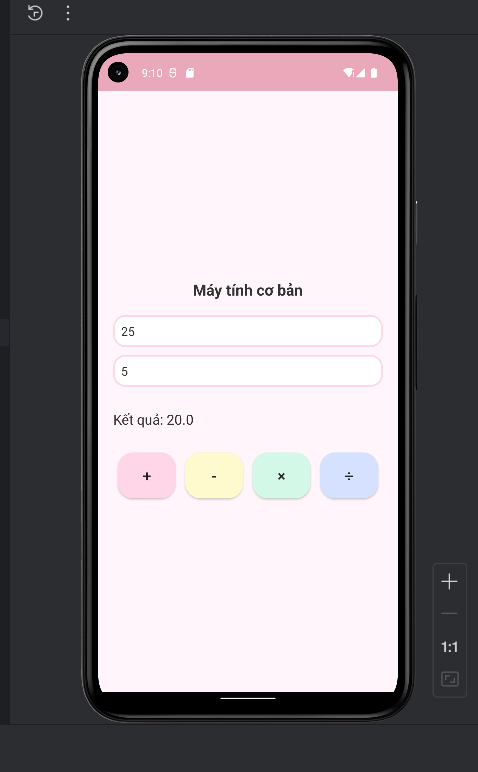 9:10
Máy tính cơ bản
25
5
Kết quả: 20.0
+ - × ÷
1:1